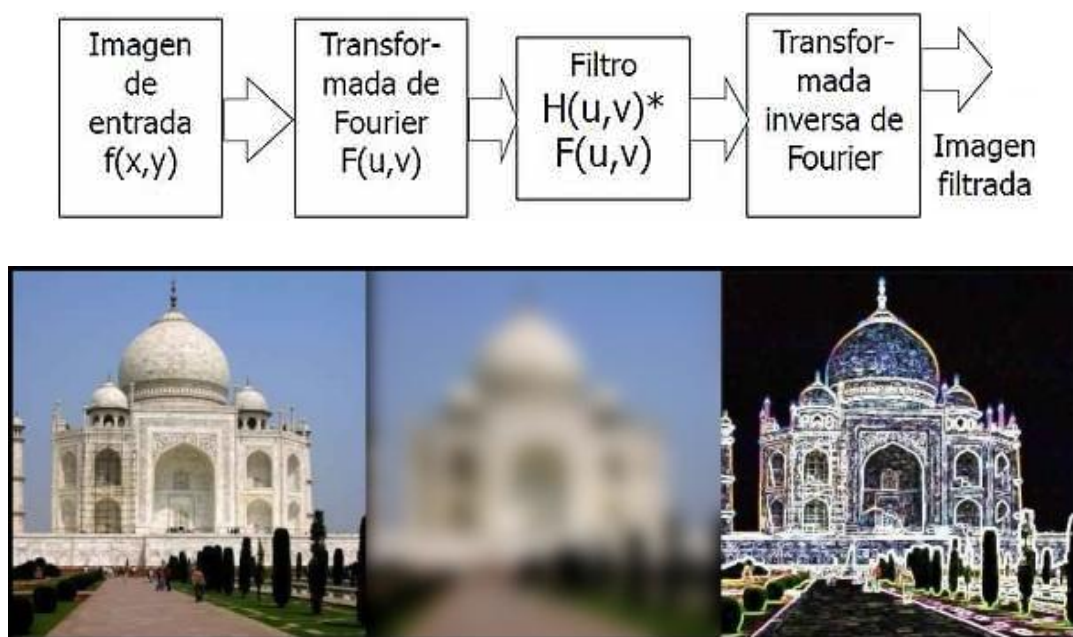 Imagen
de
entrada
f(x,y)
Transfor-
mada de
Fourier
F(u,v)
Filtro
H(u,v)*
F(u,v)
Transfor-
mada
inversa de
Fourier
Imagen
filtrada